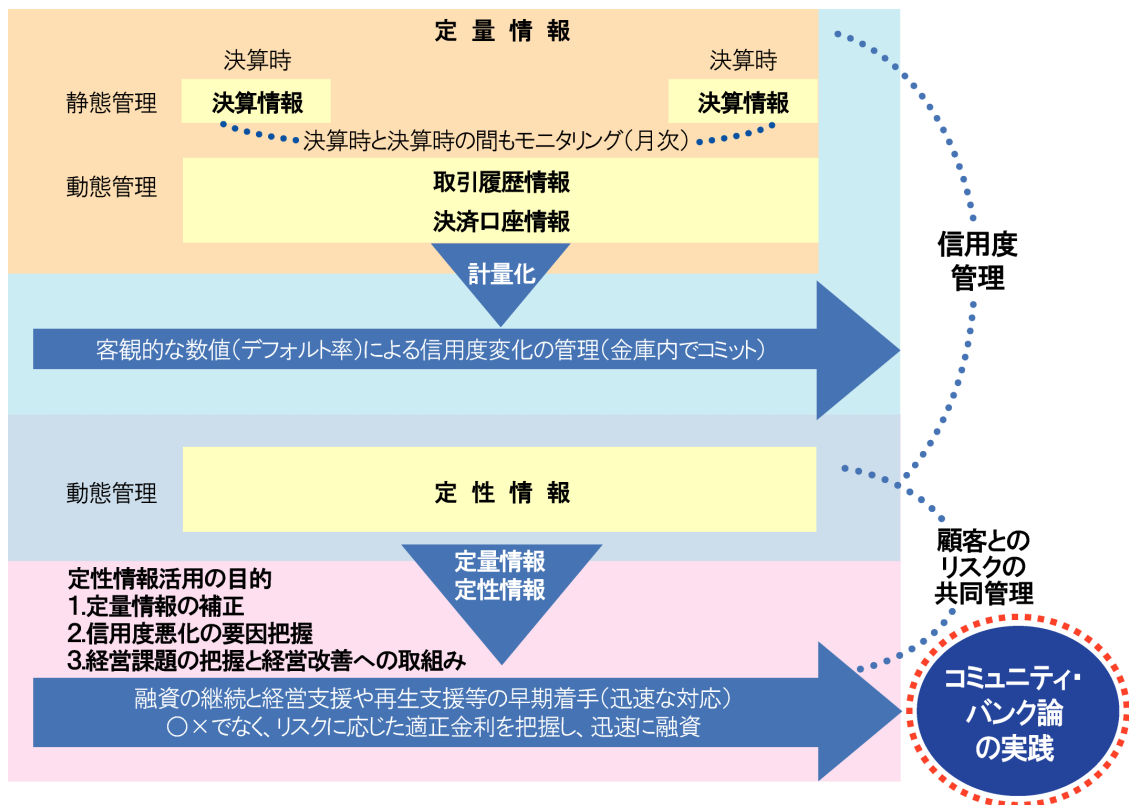 定量情報
決算時
決算時
静態管理
決算情報
決算情報
決算時と決算時の間もモニタリング(月次)
動態管理
取引履歴情報
決済口座情報
計量化
信用度
管理
客観的な数値(デフォルト率)による信用度変化の管理(金庫内でコミット)
動態管理
定性情報
定量情報
定性情報
顧客との
リスクの
共同管理
定性情報活用の目的
1.定量情報の補正
2.信用度悪化の要因把握
3.経営課題の把握と経営改善への取組み
融資の継続と経営支援や再生支援等の早期着手(迅速な対応)
○×でなく、リスクに応じた適正金利を把握し、迅速に融資
コミュニティ・
バンク論
の実践